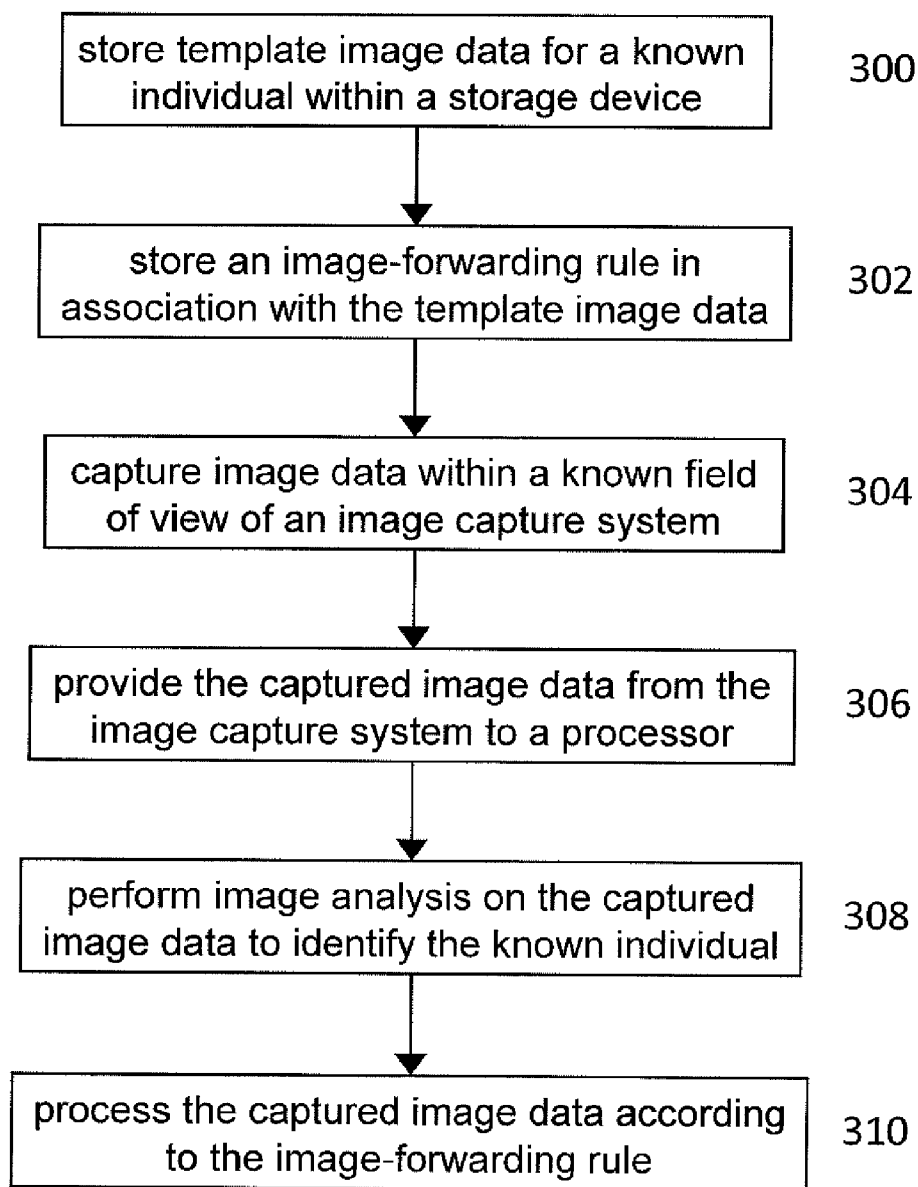 store template image data for a known
individual within a storage device
300
store an image-forwarding rule in
association with the template image data
302
capture image data within a known field
of view of an image capture system
304
provide the captured image data from the
image capture system to a processor
306
perform image analysis on the captured
image data to identify the known individual
308
process the captured image data according
to the image-forwarding rule
310